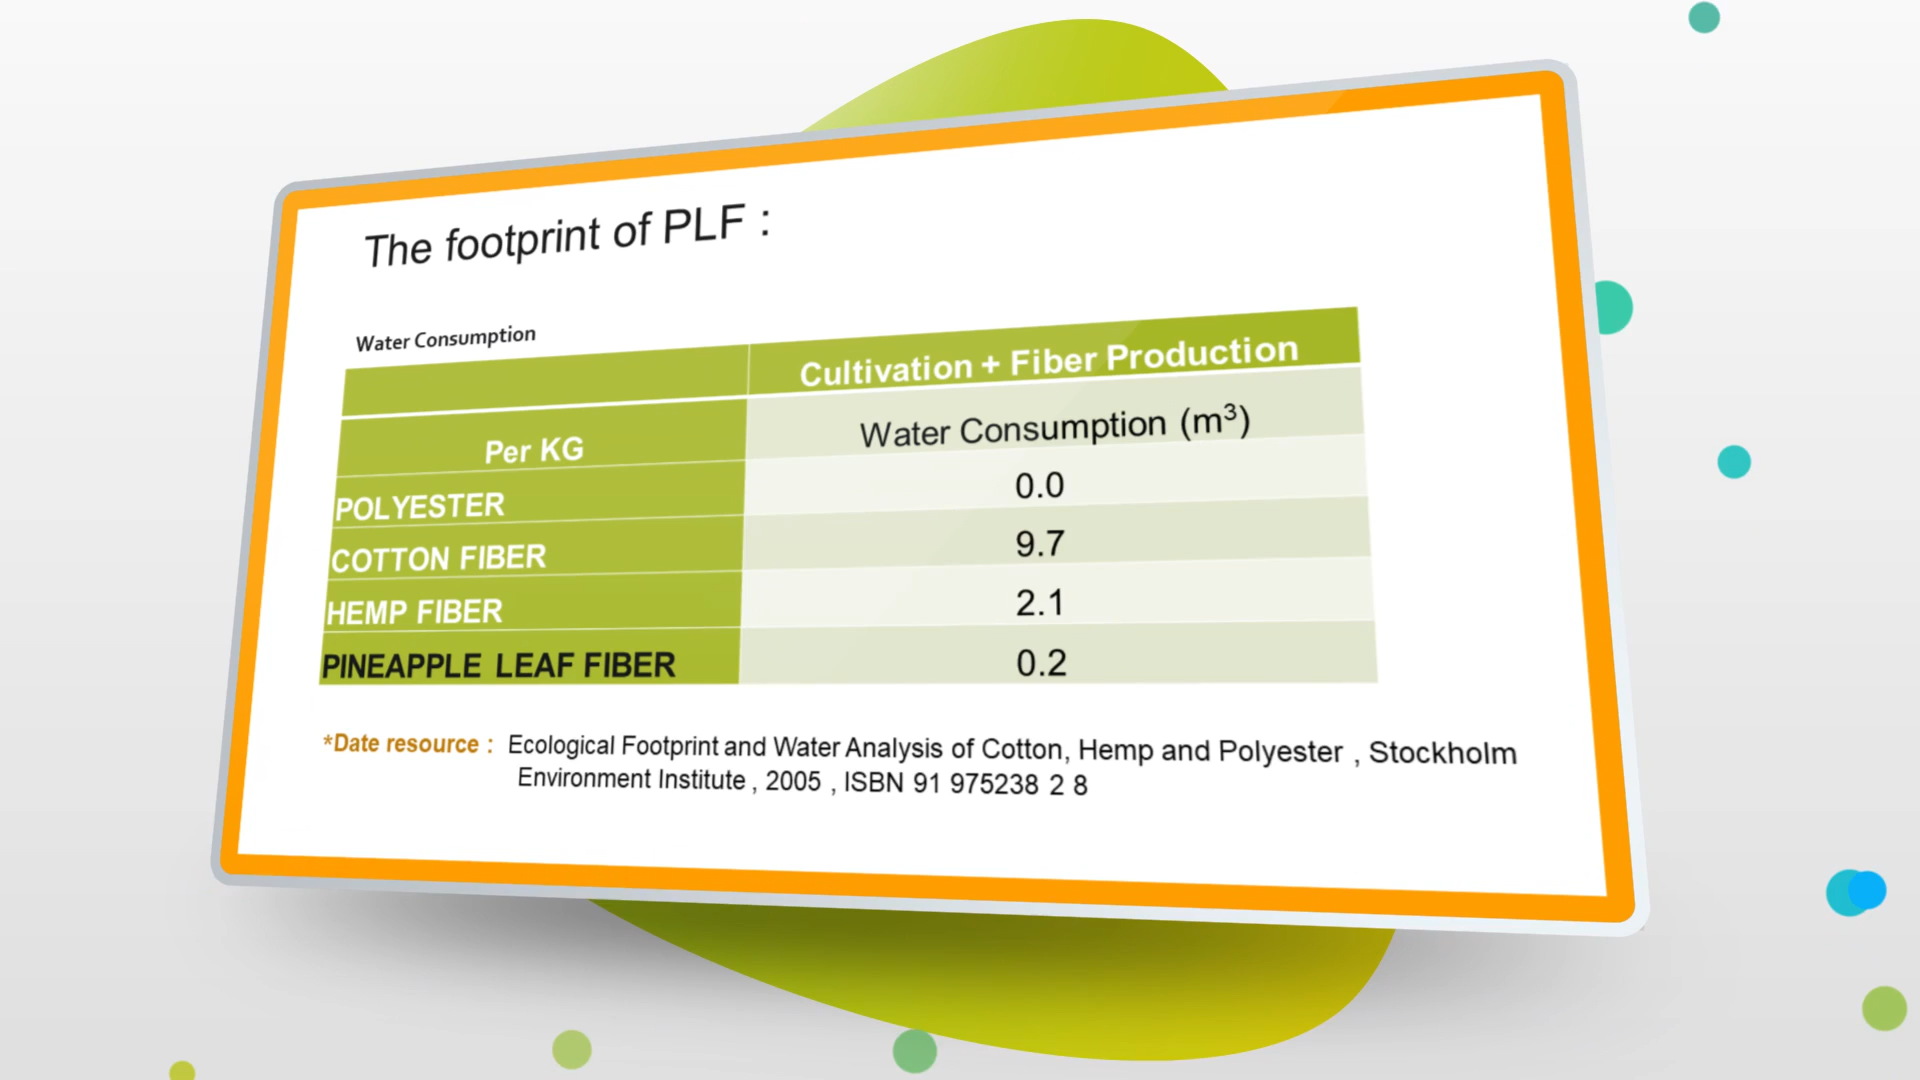 The footprint of PLF :
Water Consumption
Cultivation + Fiber Production
Per KG Water Consumption (m³)
POLYESTER 0.0
COTTON FIBER 9.7
HEMP FIBER 2.1
PINEAPPLE LEAF FIBER 0.2
*Date resource : Ecological Footprint and Water Analysis of Cotton, Hemp and Polyester , Stockholm
Environment Institute , 2005 , ISBN 91 975238 2 8